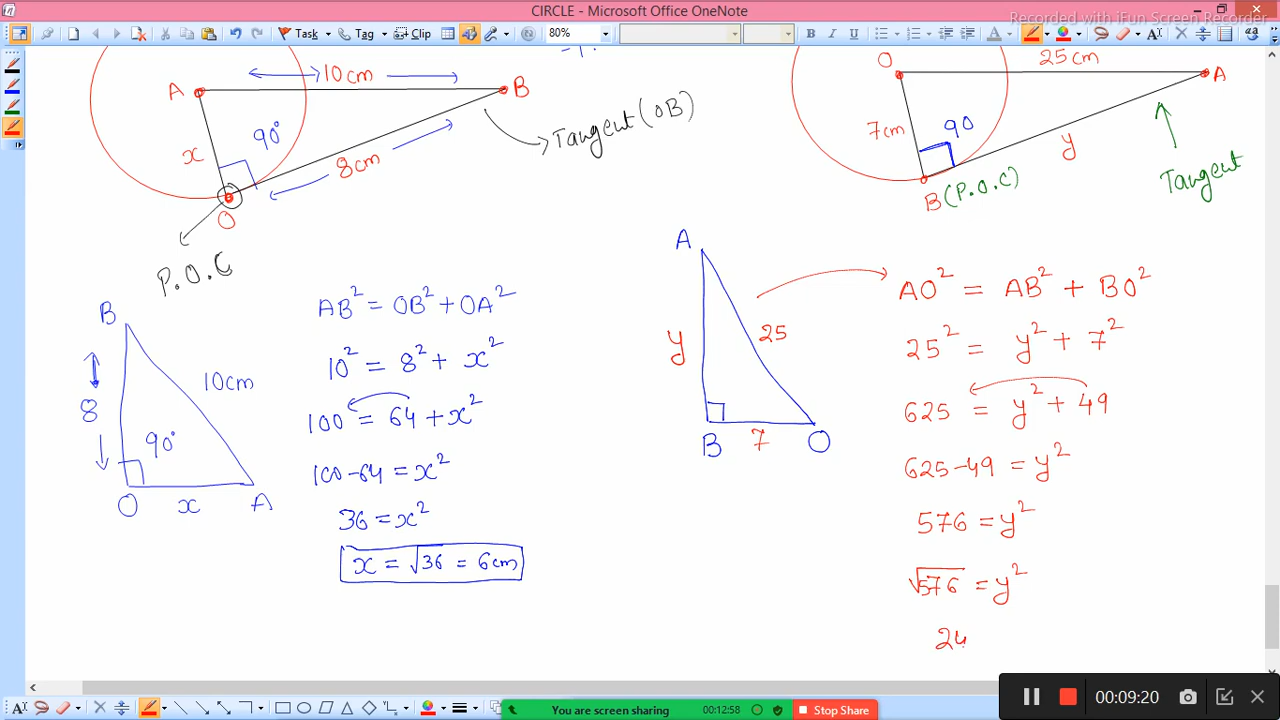 CIRCLE - Microsoft Office OneNote
Recorded with iFun Screen Recorder
Task
Tag
Clip
80%
B I U
10cm
A
B
x
90°
8cm
O
P.O.C
Tangent (OB)
25cm
O
A
7cm
90
y
B (P.O.C)
Tangent
B
8
10cm
90°
O
x
A
AB² = OB² + OA²
10² = 8² + x²
100 = 64 + x²
100-64 = x²
36 = x²
x = √36 = 6cm
A
y
25
B
7
O
AO² = AB² + BO²
25² = y² + 7²
625 = y² + 49
625-49 = y²
576 = y²
√576 = y²
24
You are screen sharing
00:12:58
Stop Share
00:09:20